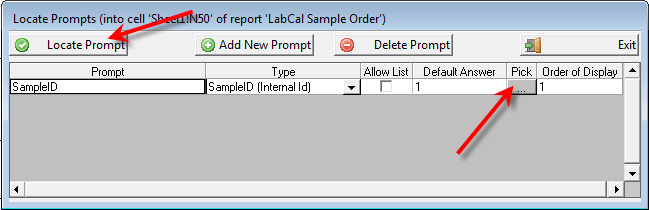 Locate Prompts (into cell 'Sheet1!N50' of report 'LabCal Sample Order')
Locate Prompt Add New Prompt Delete Prompt Exit
Prompt Type Allow List Default Answer Pick Order of Display
SampleID SampleID (Internal Id) 1 ... 1